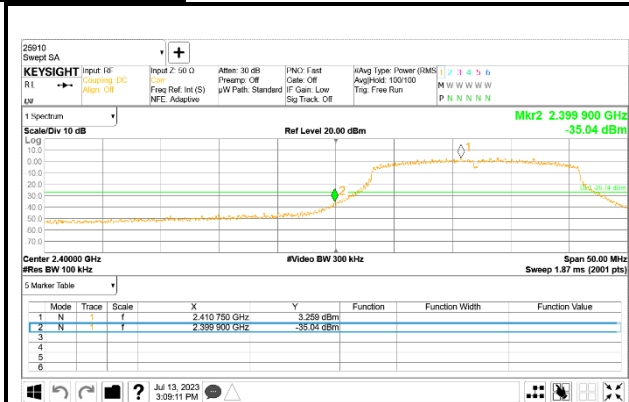 25910
Swept SA
+
KEYSIGHT Input: RF Input Z: 50 Ω Atten: 30 dB PNO: Fast #Avg Type: Power (RMS 1 2 3 4 5 6
RL Coupling: DC Corr Preamp: Off Gate: Off Avg|Hold: 100/100 M W W W W W
Align: Off Freq Ref: Int (S) µW Path: Standard IF Gain: Low Trig: Free Run
NFE: Adaptive Sig Track: Off P N N N N N
1 Spectrum Mkr2 2.399 900 GHz
Scale/Div 10 dB Ref Level 20.00 dBm -35.04 dBm
Log
10.0 1
0.00
10.0
20.0
30.0 2
40.0
50.0
60.0
70.0
Center 2.40000 GHz #Video BW 300 kHz Span 50.00 MHz
#Res BW 100 kHz Sweep 1.87 ms (2001 pts)
5 Marker Table
Mode Trace Scale X Y Function Function Width Function Value
1 N 1 f 2.410 750 GHz 3.259 dBm
2 N 1 f 2.399 900 GHz -35.04 dBm
3
4
5
6
? Jul 13, 2023
3:09:11 PM